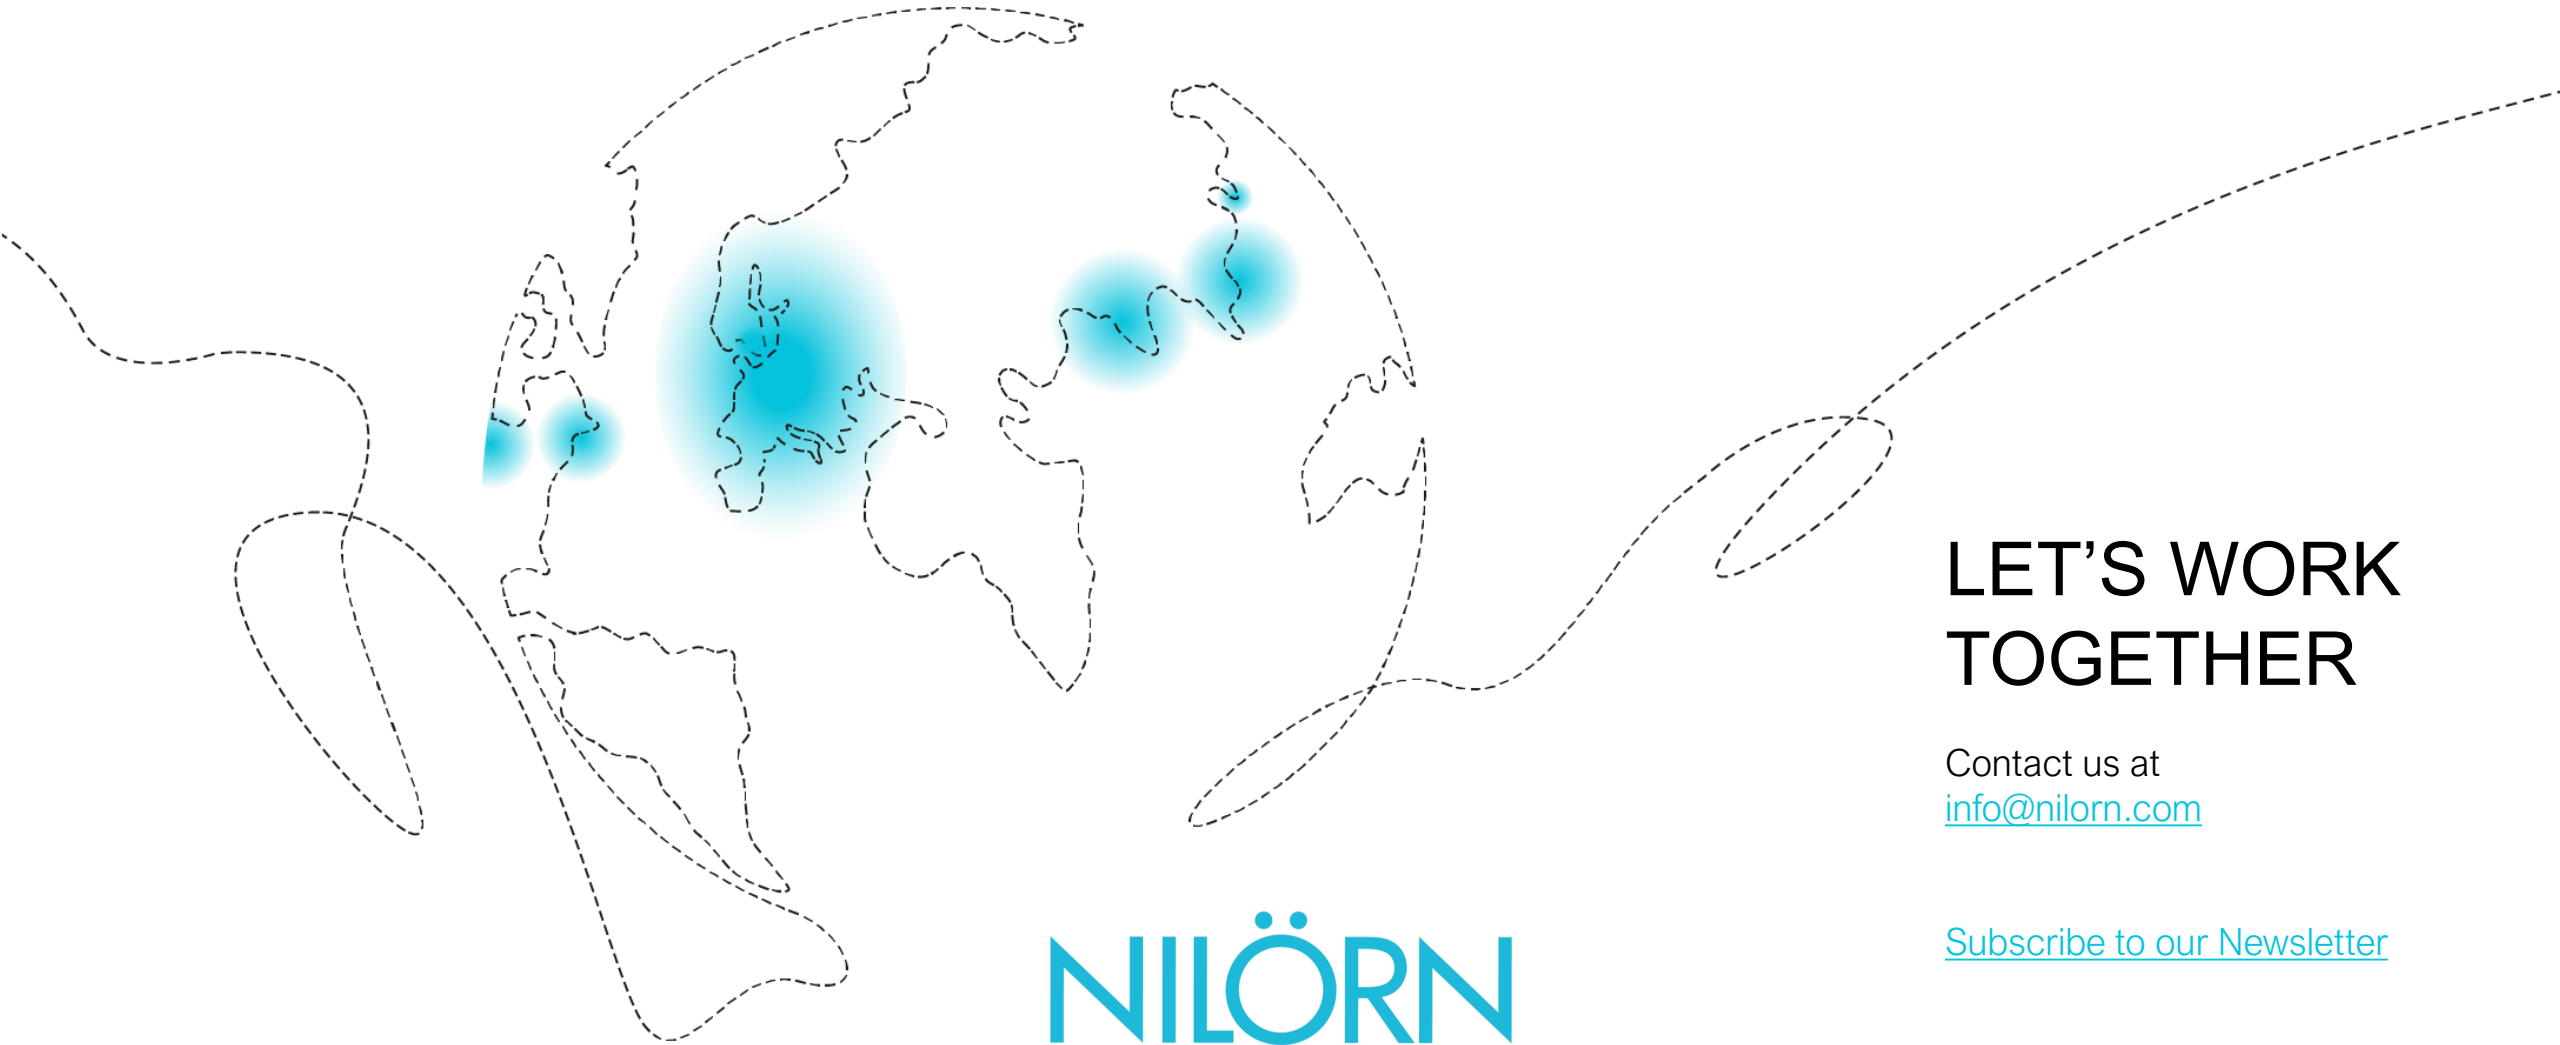 LET’S WORK
TOGETHER
Contact us at
info@nilorn.com
Subscribe to our Newsletter
NILÖRN